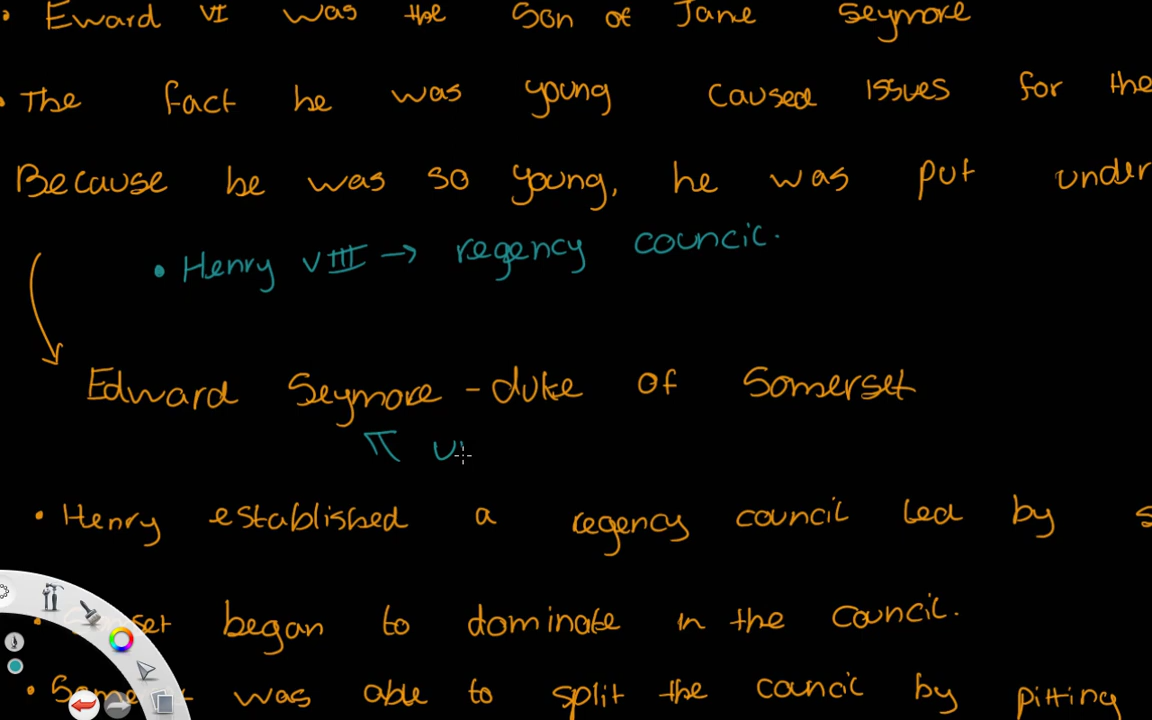 • Eward VI was the Son of Jane Seymore
• The fact he was young caused issues for the
Because he was so young, he was put under
• Henry VIII → regency council.
Edward Seymore - duke of Somerset
• Henry established a regency council led by
began to dominate in the council.
• was able to split the council by pitting